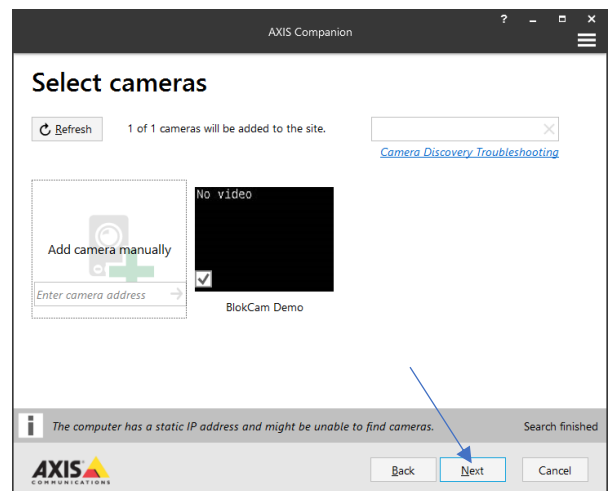 AXIS Companion
?
Select cameras
Refresh
1 of 1 cameras will be added to the site.
Camera Discovery Troubleshooting
Add camera manually
Enter camera address
No video
BlokCam Demo
i
The computer has a static IP address and might be unable to find cameras.
Search finished
AXIS
COMMUNICATIONS
Back
Next
Cancel